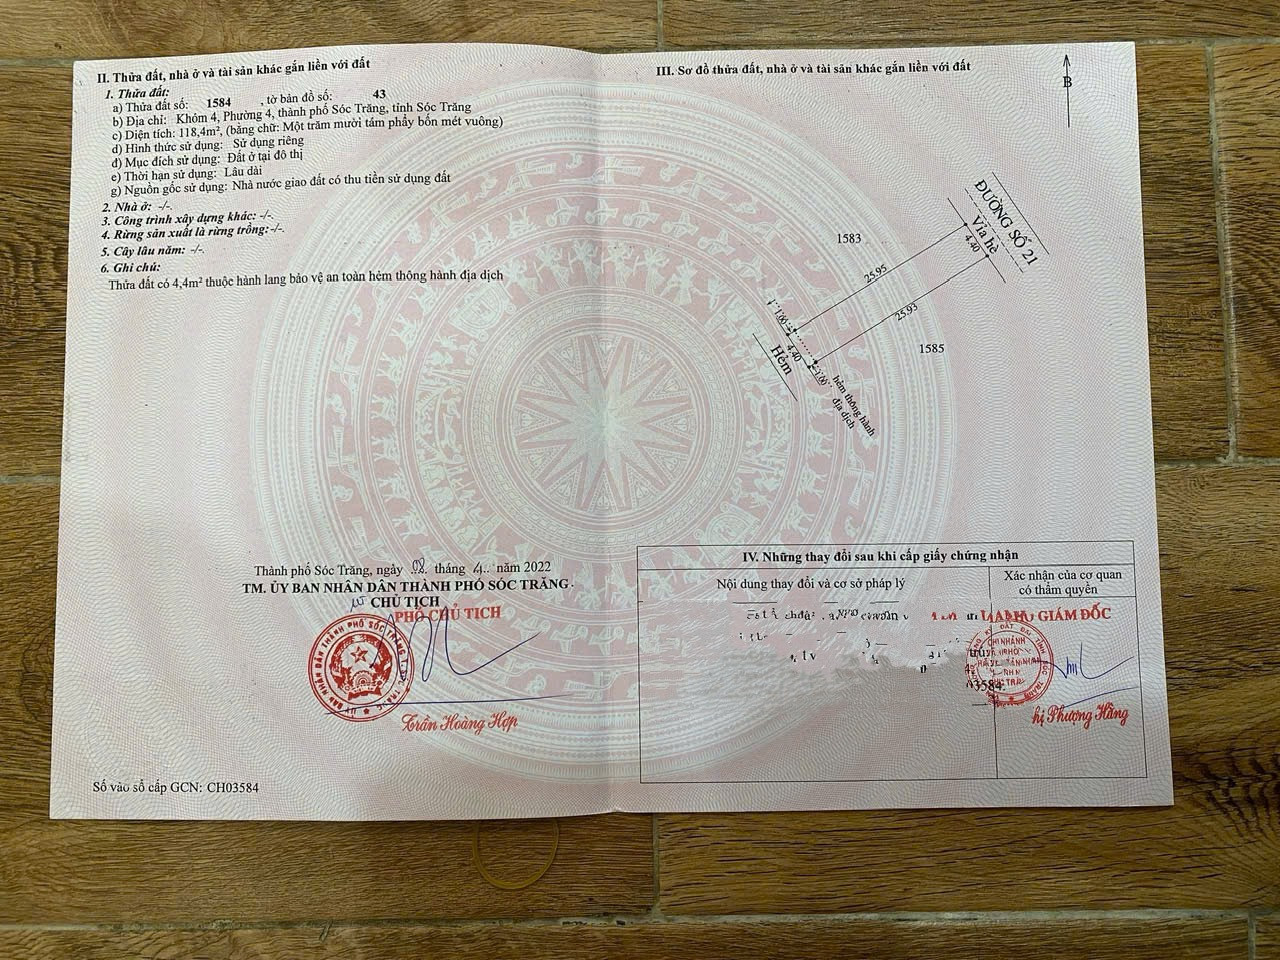 II. Thửa đất, nhà ở và tài sản khác gắn liền với đất
1. Thửa đất:
a) Thửa đất số: 1584 , tờ bản đồ số: 43
b) Địa chỉ: Khóm 4, Phường 4, thành phố Sóc Trăng, tỉnh Sóc Trăng
c) Diện tích: 118,4m², (bằng chữ: Một trăm mười tám phẩy bốn mét vuông)
d) Hình thức sử dụng: Sử dụng riêng
đ) Mục đích sử dụng: Đất ở tại đô thị
e) Thời hạn sử dụng: Lâu dài
g) Nguồn gốc sử dụng: Nhà nước giao đất có thu tiền sử dụng đất
2. Nhà ở: -/-.
3. Công trình xây dựng khác: -/-.
4. Rừng sản xuất là rừng trồng:-/-.
5. Cây lâu năm: -/-.
6. Ghi chú:
Thửa đất có 4,4m² thuộc hành lang bảo vệ an toàn hẻm thông hành địa dịch
Thành phố Sóc Trăng, ngày 08 tháng 4 năm 2022
TM. ỦY BAN NHÂN DÂN THÀNH PHỐ SÓC TRĂNG
CHỦ TỊCH
PHÓ CHỦ TỊCH
Trần Hoàng Hợp
Số vào sổ cấp GCN: CH03584
III. Sơ đồ thửa đất, nhà ở và tài sản khác gắn liền với đất
B
ĐƯỜNG SỐ 21
Vỉa hè
4.40
1583
25.95
25.93
1585
1.00
4.40
1.00
Hẻm
hẻm thông hành
địa dịch
IV. Những thay đổi sau khi cấp giấy chứng nhận
Nội dung thay đổi và cơ sở pháp lý
Xác nhận của cơ quan
có thẩm quyền
GIÁM ĐỐC
CHI NHÁNH
Phượng Hằng